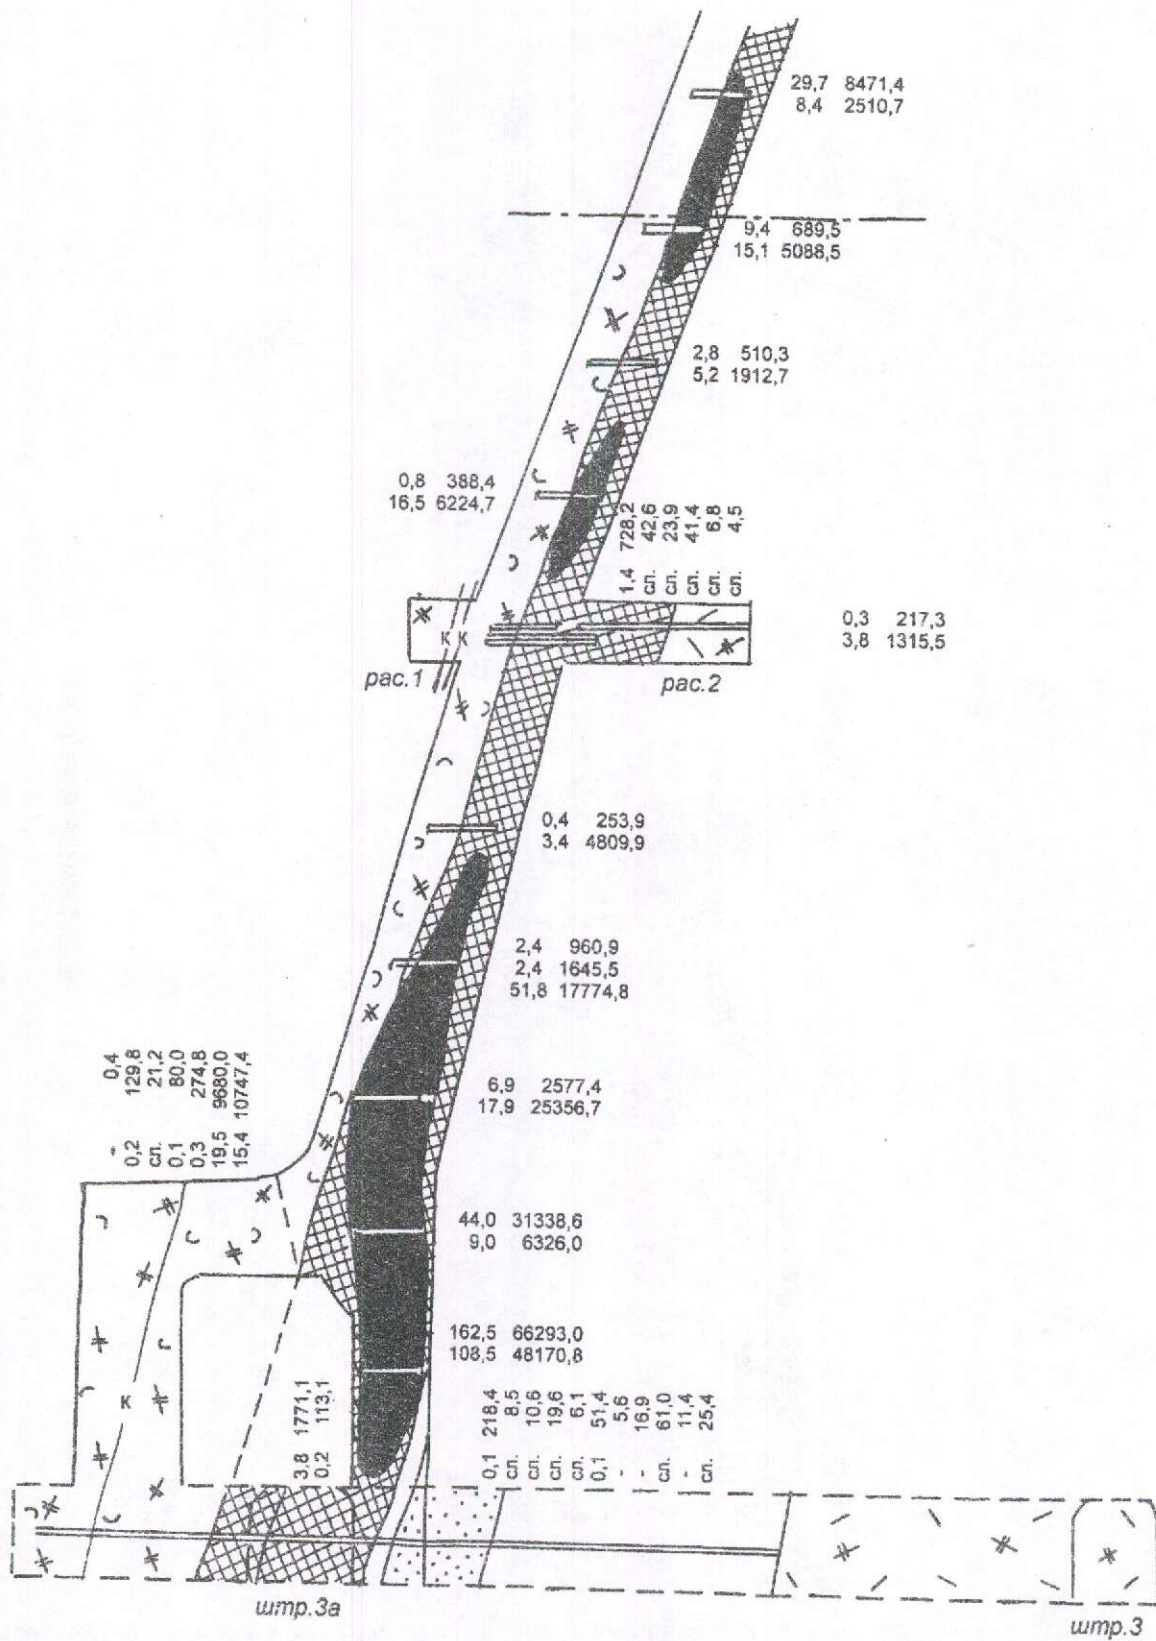 29,7 8471,4
8,4 2510,7
9,4 689,5
15,1 5088,5
2,8 510,3
5,2 1912,7
0,8 388,4
16,5 6224,7
1,4 728,2
сл. 42,6
сл. 23,9
сл. 41,4
сл. 6,8
сл. 4,5
0,3 217,3
3,8 1315,5
К К
рас.1
рас.2
0,4 253,9
3,4 4809,9
2,4 960,9
2,4 1645,5
51,8 17774,8
- 0,4
0,2 129,8
сл. 21,2
0,1 80,0
0,3 274,8
19,5 9680,0
15,4 10747,4
6,9 2577,4
17,9 25356,7
44,0 31338,6
9,0 6326,0
162,5 66293,0
108,5 48170,8
К
3,8 1771,1
0,2 113,1
0,1 218,4
сл. 8,5
сл. 10,6
сл. 19,6
сл. 6,1
0,1 51,4
- 5,6
- 16,9
сл. 61,0
- 11,4
сл. 25,4
штр.3а
штр.3